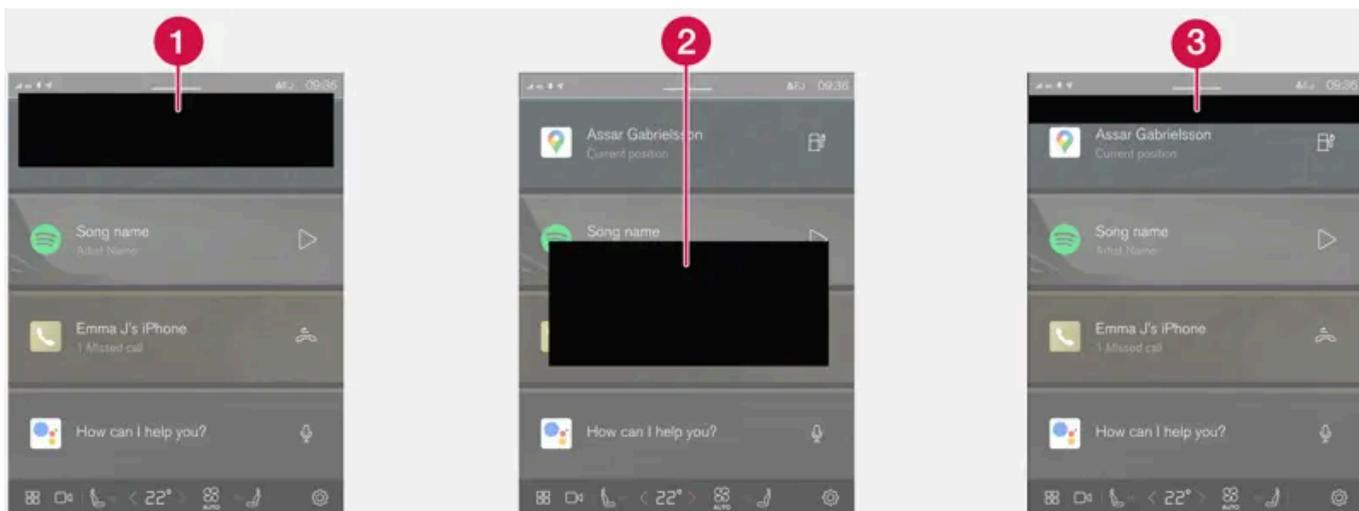 1
2
3
09:36
Song name
Artist Name
Emma J's iPhone
1 Missed call
How can I help you?
22°
AUTO
09:36
Assar Gabrielsson
Current position
Song name
How can I help you?
22°
AUTO
09:36
Assar Gabrielsson
Current position
Song name
Artist Name
Emma J's iPhone
1 Missed call
How can I help you?
22°
AUTO